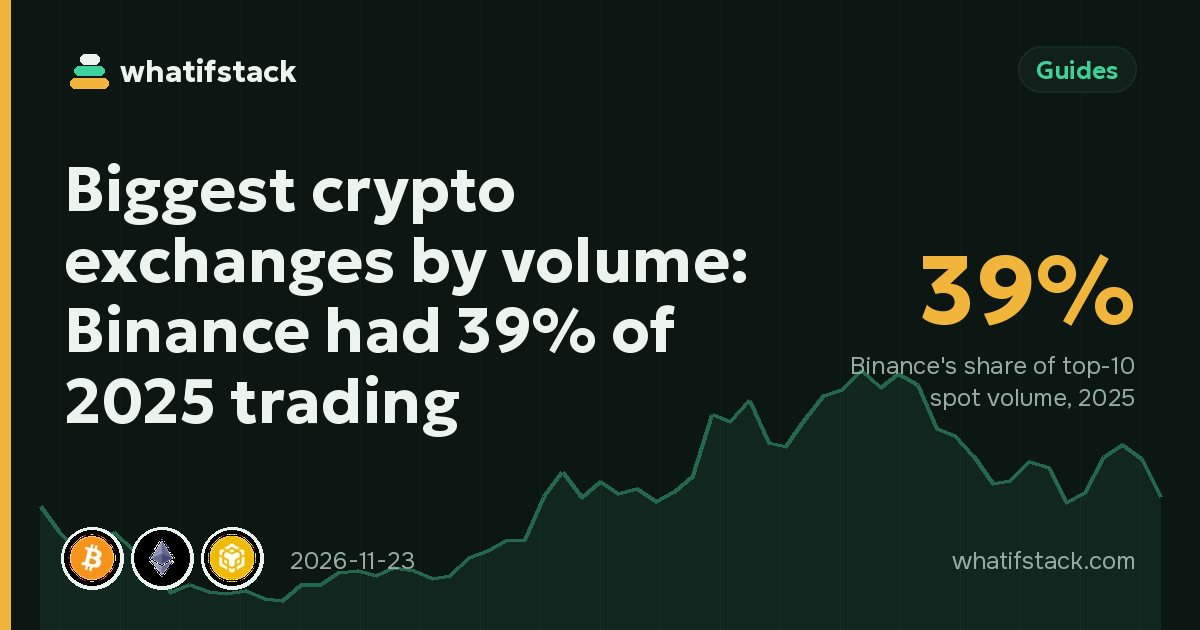 whatifstack
Guides
Biggest crypto
exchanges by volume:
Binance had 39% of
2025 trading
39%
Binance's share of top-10
spot volume, 2025
2026-11-23
whatifstack.com